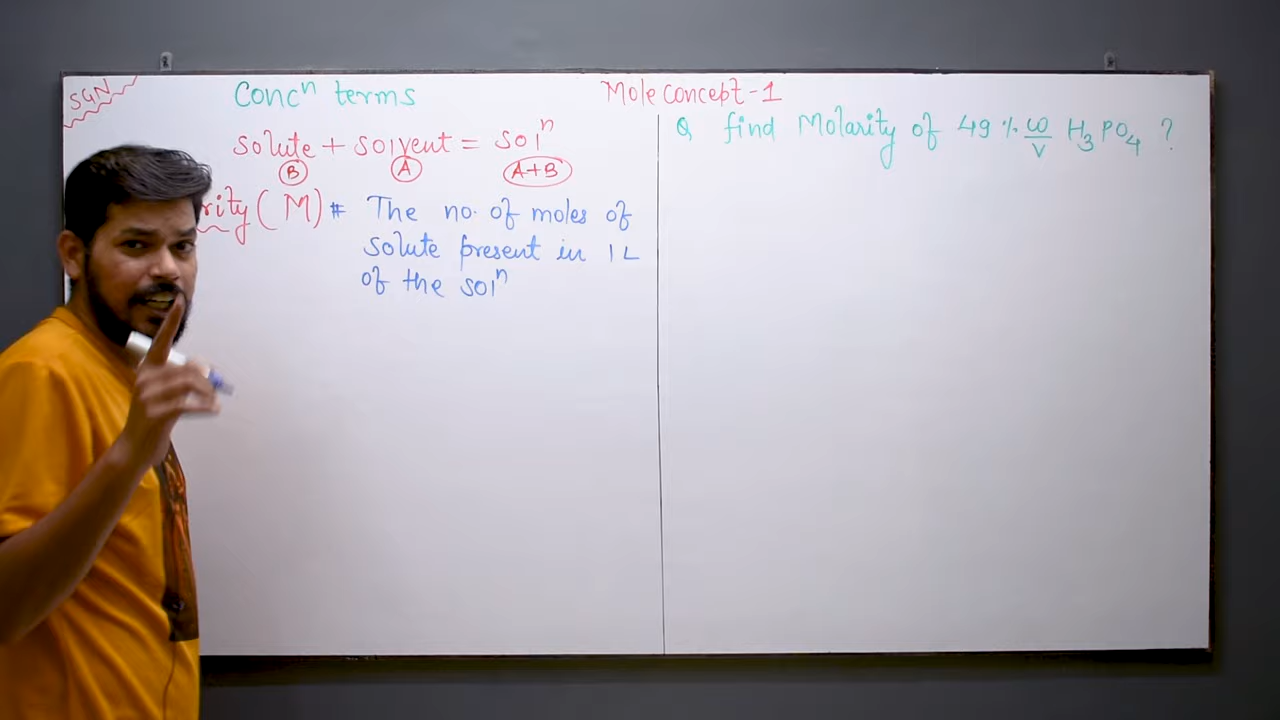 SGN
Concⁿ terms
Mole concept-1
solute + solvent = solⁿ
B A A+B
rity (M) # The no. of moles of
solute present in 1 L
of the solⁿ
Q find Molarity of 49 % w/v H₃PO₄ ?